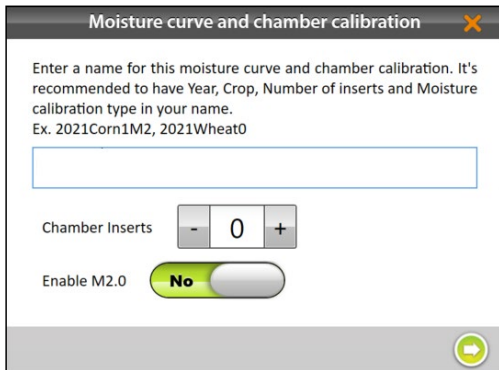 Moisture curve and chamber calibration
Enter a name for this moisture curve and chamber calibration. It's
recommended to have Year, Crop, Number of inserts and Moisture
calibration type in your name.
Ex. 2021Corn1M2, 2021Wheat0
Chamber Inserts - 0 +
Enable M2.0 No